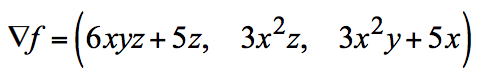 ∇f = (6xyz + 5z, 3x²z, 3x²y + 5x)